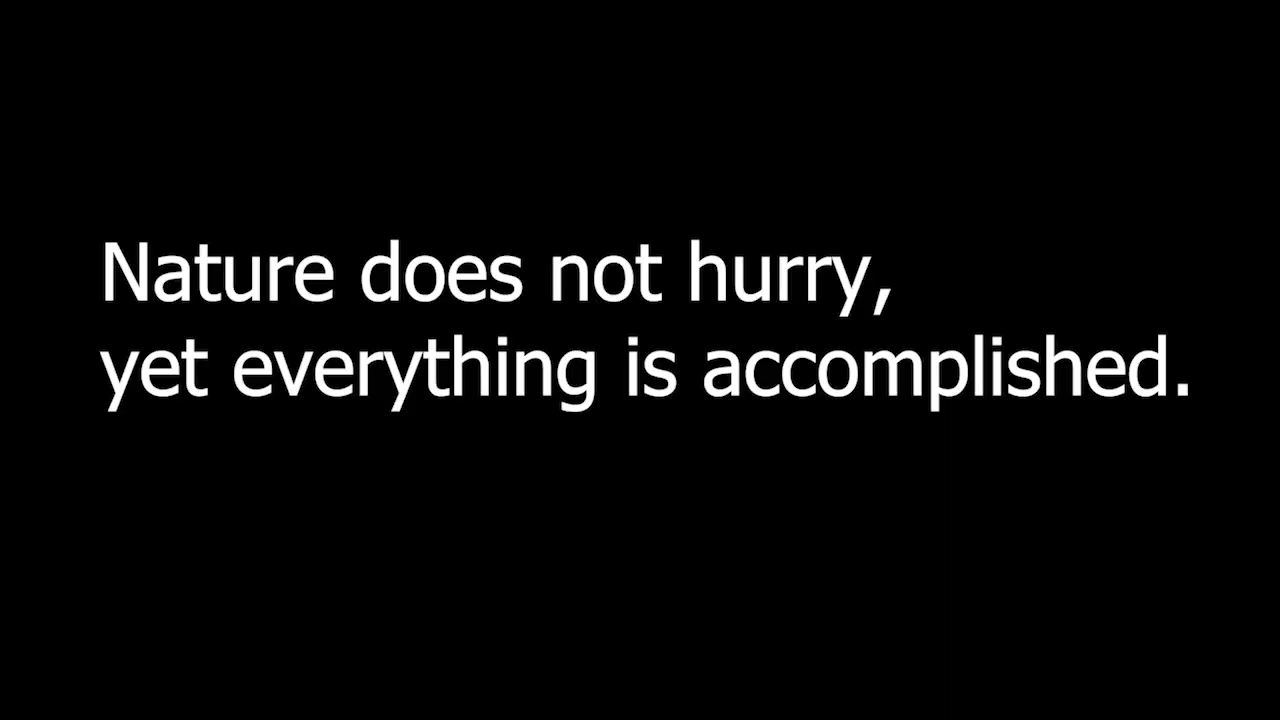 Nature does not hurry,
yet everything is accomplished.